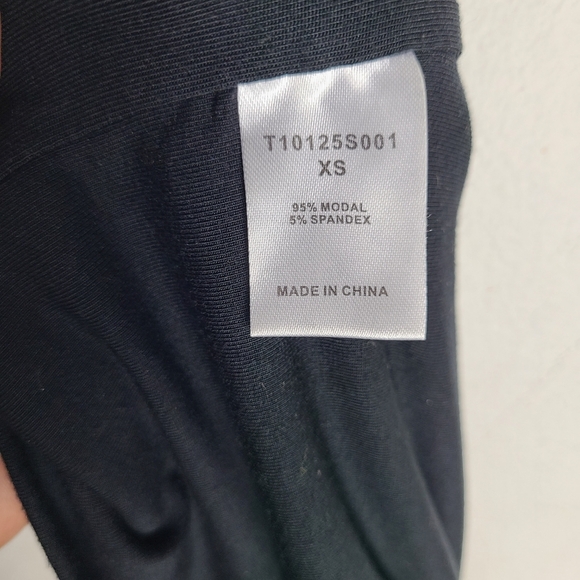 T10125S001
XS
95% MODAL
5% SPANDEX
MADE IN CHINA